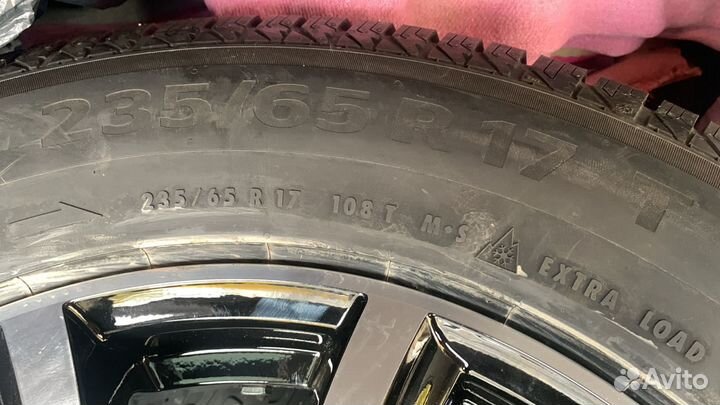 235/65 R 17 T
235/65 R 17 108 T M•S EXTRA LOAD
Avito